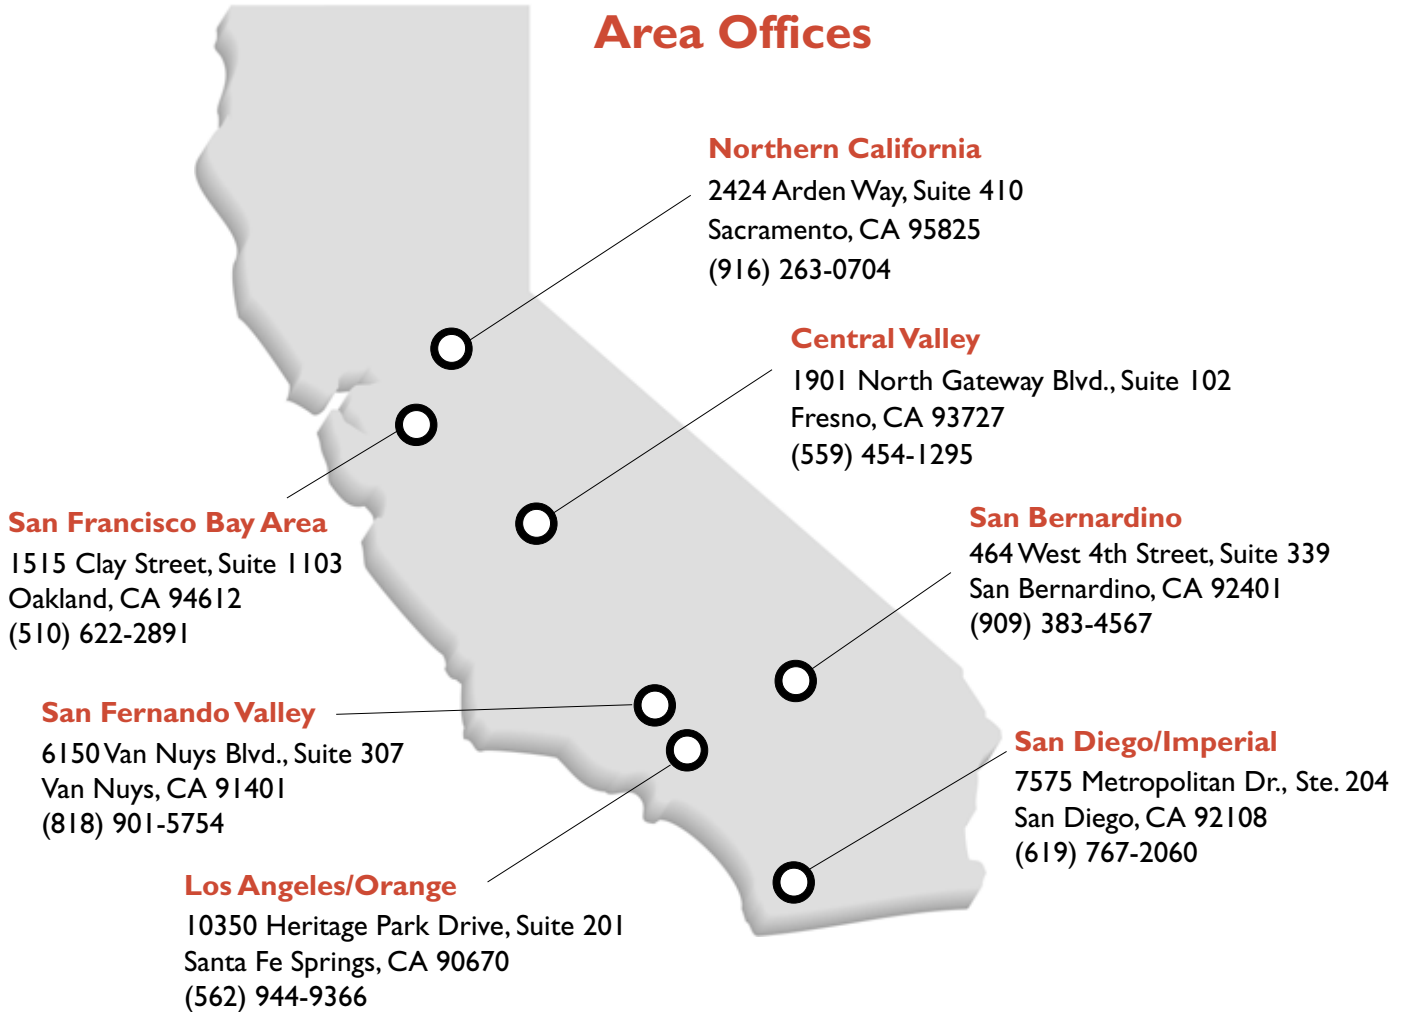 Area Offices
Northern California
2424 Arden Way, Suite 410
Sacramento, CA 95825
(916) 263-0704
Central Valley
1901 North Gateway Blvd., Suite 102
Fresno, CA 93727
(559) 454-1295
San Francisco Bay Area
1515 Clay Street, Suite 1103
Oakland, CA 94612
(510) 622-2891
San Bernardino
464 West 4th Street, Suite 339
San Bernardino, CA 92401
(909) 383-4567
San Fernando Valley
6150 Van Nuys Blvd., Suite 307
Van Nuys, CA 91401
(818) 901-5754
San Diego/Imperial
7575 Metropolitan Dr., Ste. 204
San Diego, CA 92108
(619) 767-2060
Los Angeles/Orange
10350 Heritage Park Drive, Suite 201
Santa Fe Springs, CA 90670
(562) 944-9366